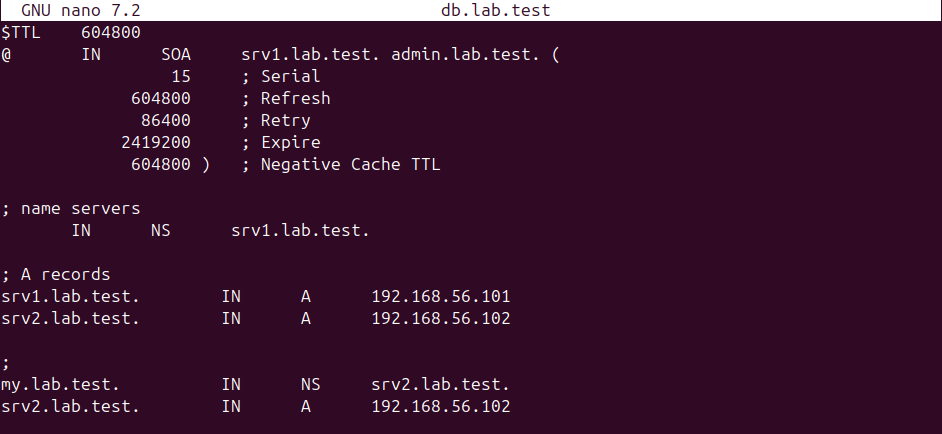 GNU nano 7.2 db.lab.test
$TTL 604800
@ IN SOA srv1.lab.test. admin.lab.test. (
15 ; Serial
604800 ; Refresh
86400 ; Retry
2419200 ; Expire
604800 ) ; Negative Cache TTL
; name servers
IN NS srv1.lab.test.
; A records
srv1.lab.test. IN A 192.168.56.101
srv2.lab.test. IN A 192.168.56.102
;
my.lab.test. IN NS srv2.lab.test.
srv2.lab.test. IN A 192.168.56.102